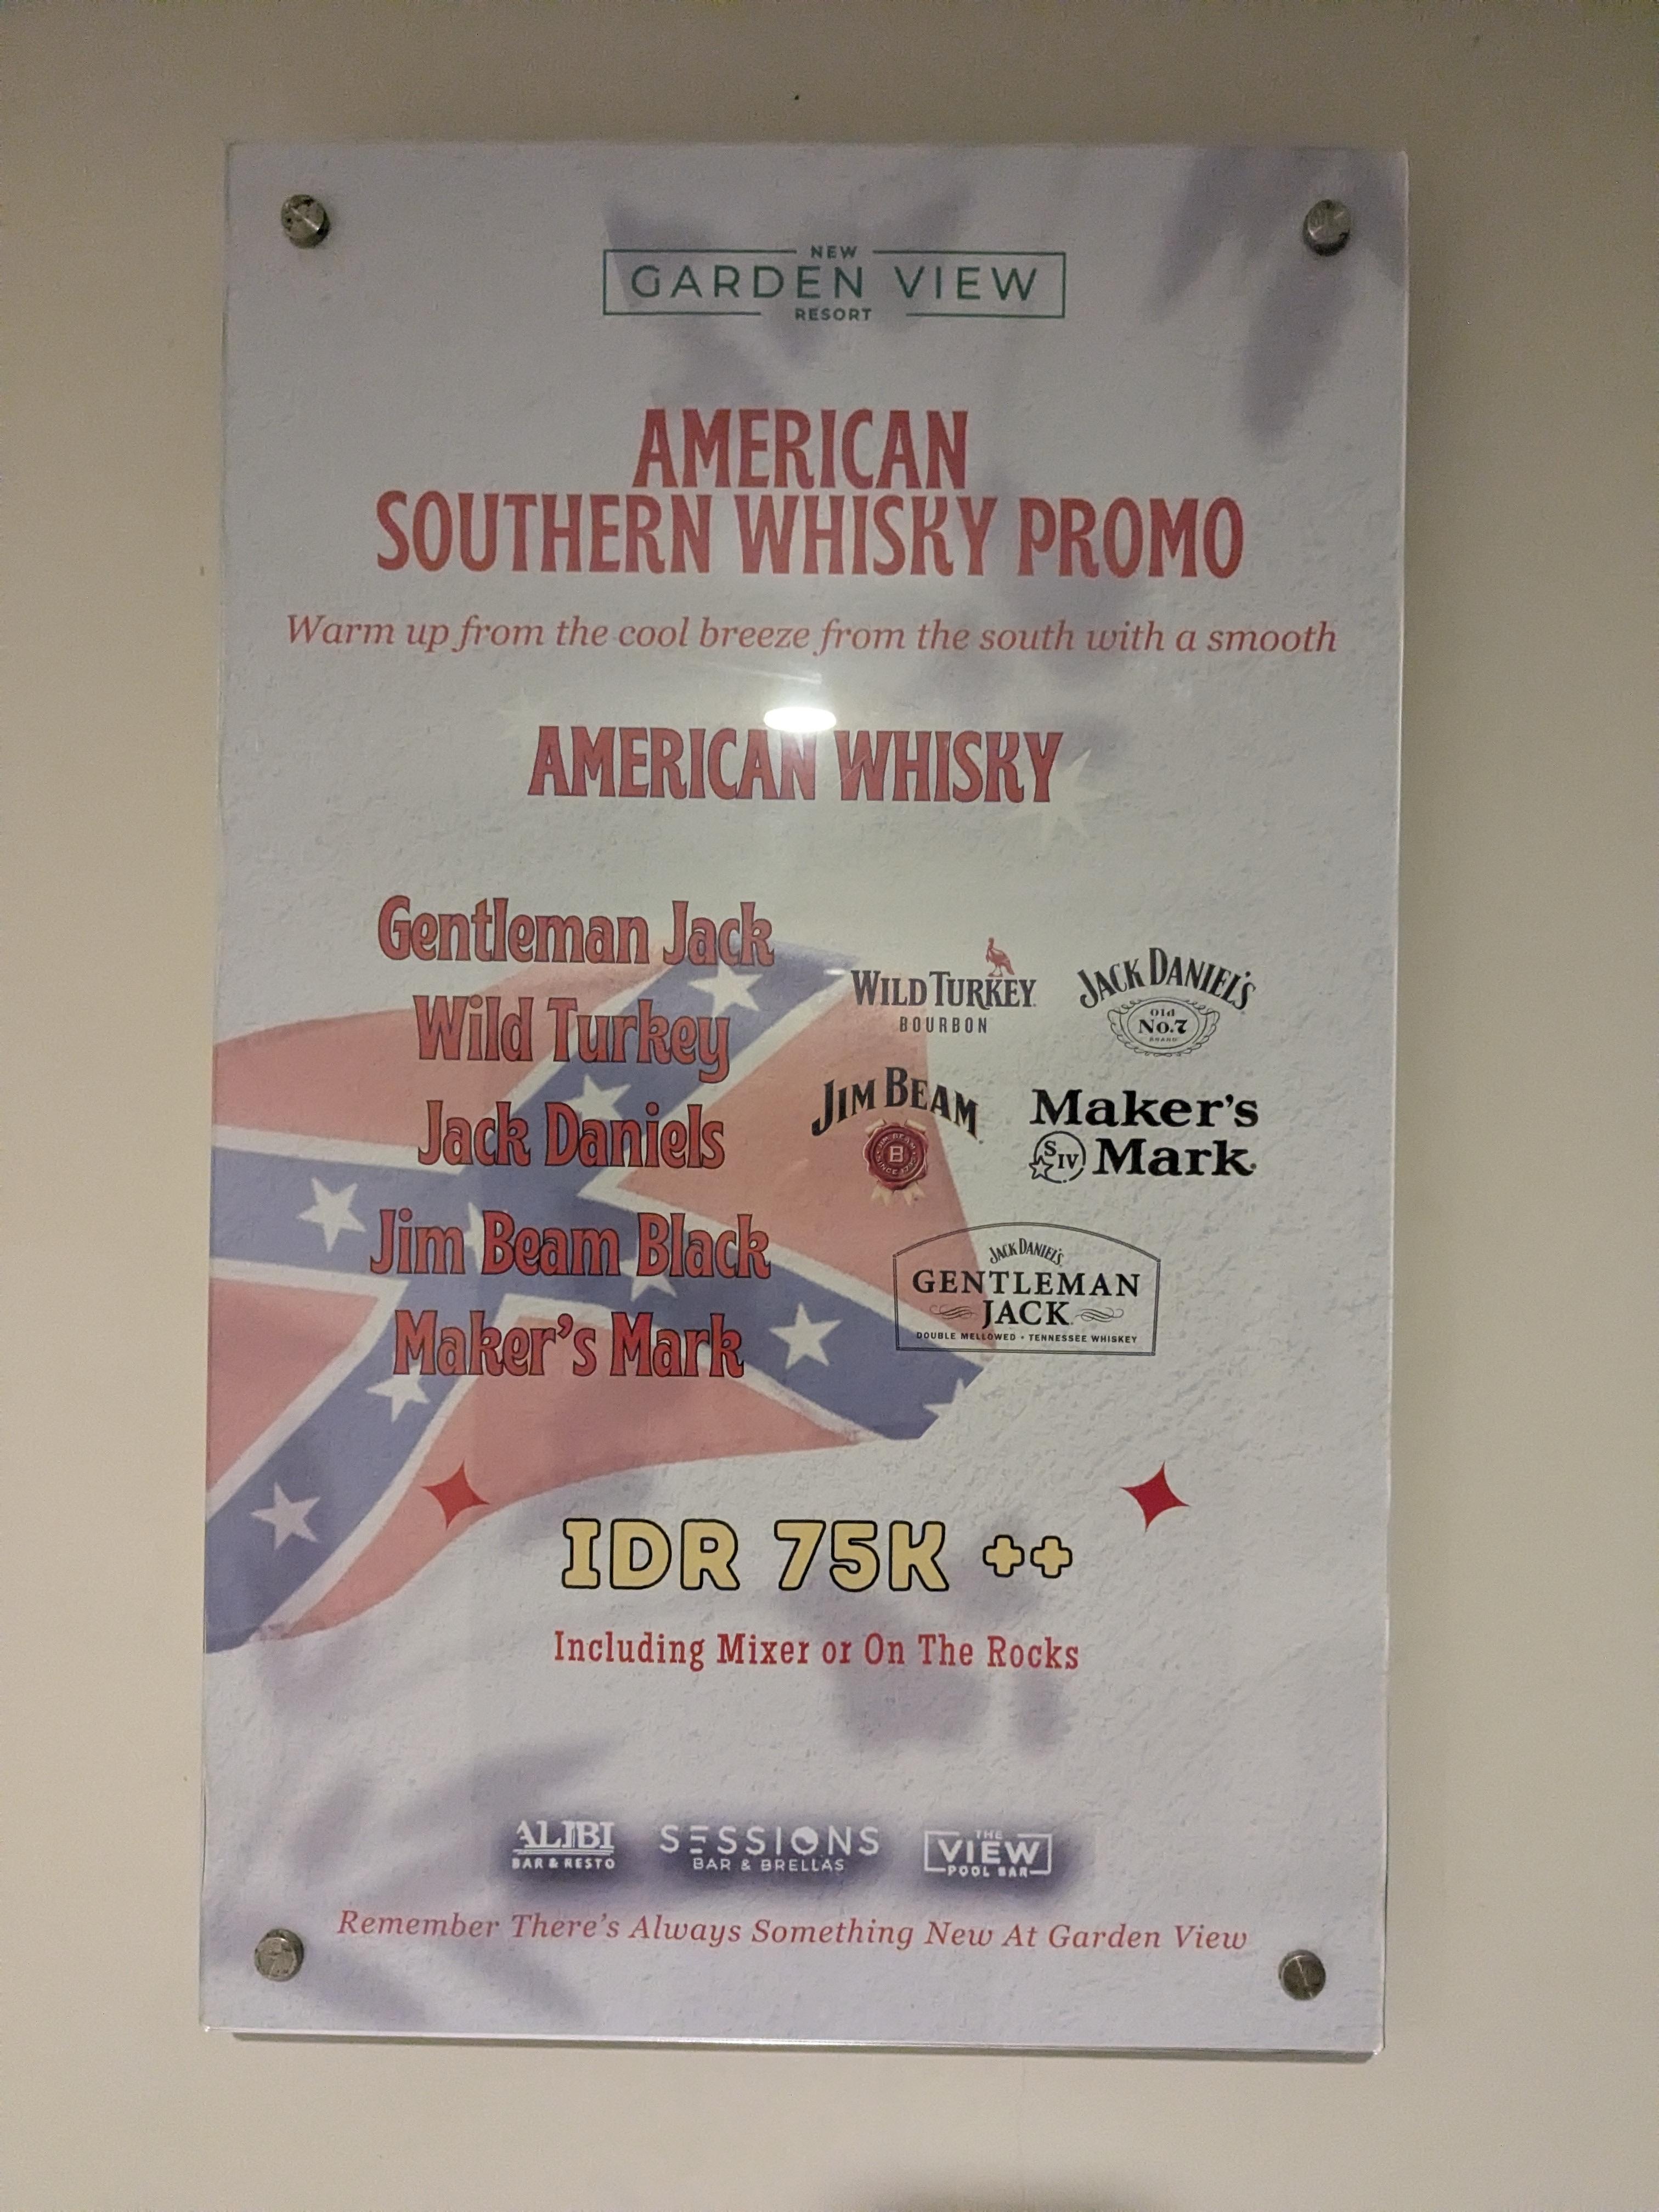 NEW
GARDEN VIEW
RESORT
AMERICAN
SOUTHERN WHISKY PROMO
Warm up from the cool breeze from the south with a smooth
AMERICAN WHISKY
Gentleman Jack
Wild Turkey
Jack Daniels
Jim Beam Black
Maker's Mark
WILD TURKEY
BOURBON
JACK DANIEL'S
Old
No.7
BRAND
JIM BEAM
B
Maker's
SIV Mark
JACK DANIEL'S
GENTLEMAN
JACK
DOUBLE MELLOWED • TENNESSEE WHISKEY
IDR 75K ++
Including Mixer or On The Rocks
ALIBI
BAR & RESTO
SESSIONS
BAR & BRELLAS
THE
VIEW
POOL BAR
Remember There's Always Something New At Garden View